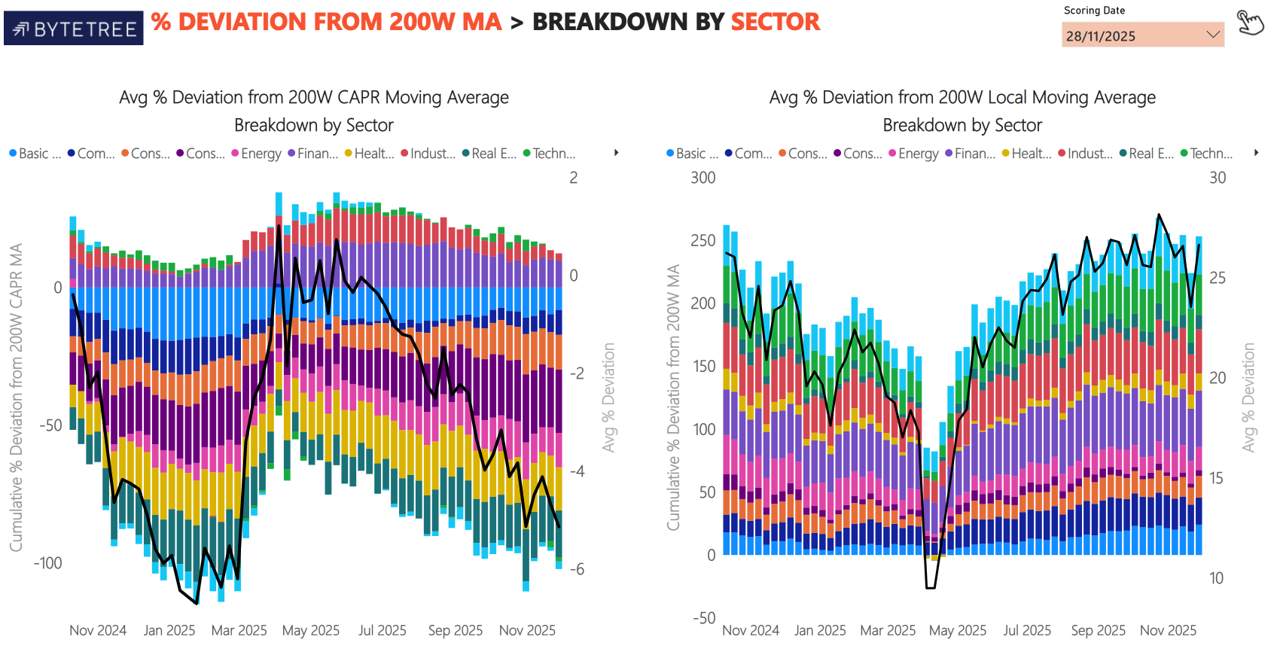 BYTETREE
% DEVIATION FROM 200W MA > BREAKDOWN BY SECTOR
Scoring Date
28/11/2025
Avg % Deviation from 200W CAPR Moving Average
Breakdown by Sector
Basic ... Com... Cons... Cons... Energy Finan... Healt... Indust... Real E... Techn...
Cumulative % Deviation from 200W CAPR MA
0
-50
-100
2
0
-2
-4
-6
Avg % Deviation
Nov 2024 Jan 2025 Mar 2025 May 2025 Jul 2025 Sep 2025 Nov 2025
Avg % Deviation from 200W Local Moving Average
Breakdown by Sector
Basic ... Com... Cons... Cons... Energy Finan... Healt... Indust... Real E... Techn...
Cumulative % Deviation from 200W MA
300
250
200
150
100
50
0
-50
30
25
20
15
10
Avg % Deviation
Nov 2024 Jan 2025 Mar 2025 May 2025 Jul 2025 Sep 2025 Nov 2025